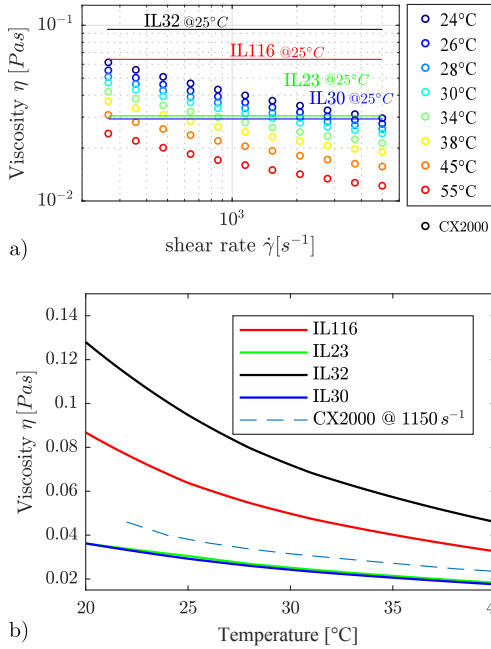 10⁻¹
IL32 @25°C
IL116 @25°C
IL23 @25°C
IL30 @25°C
10⁻²
10³
Viscosity η [Pas]
shear rate γ̇[s⁻¹]
a)
24°C
26°C
28°C
30°C
34°C
38°C
45°C
55°C
CX2000
0.14
0.12
0.1
0.08
0.06
0.04
0.02
Viscosity η [Pas]
IL116
IL23
IL32
IL30
CX2000 @ 1150 s⁻¹
20 25 30 35 40
Temperature [°C]
b)